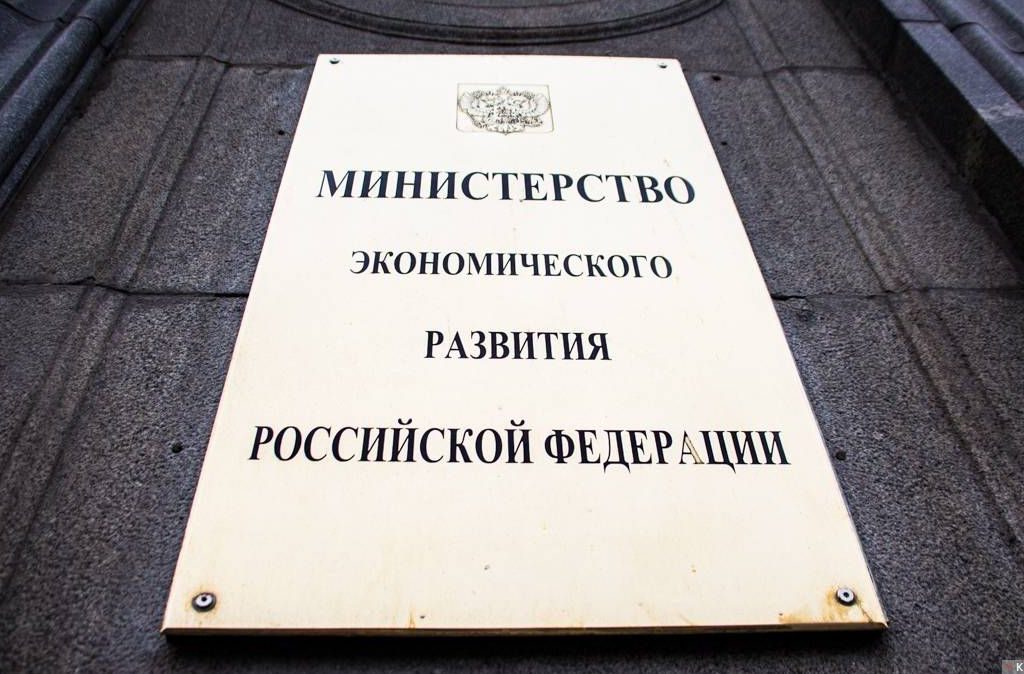 МИНИСТЕРСТВО
ЭКОНОМИЧЕСКОГО
РАЗВИТИЯ
РОССИЙСКОЙ ФЕДЕРАЦИИ
К